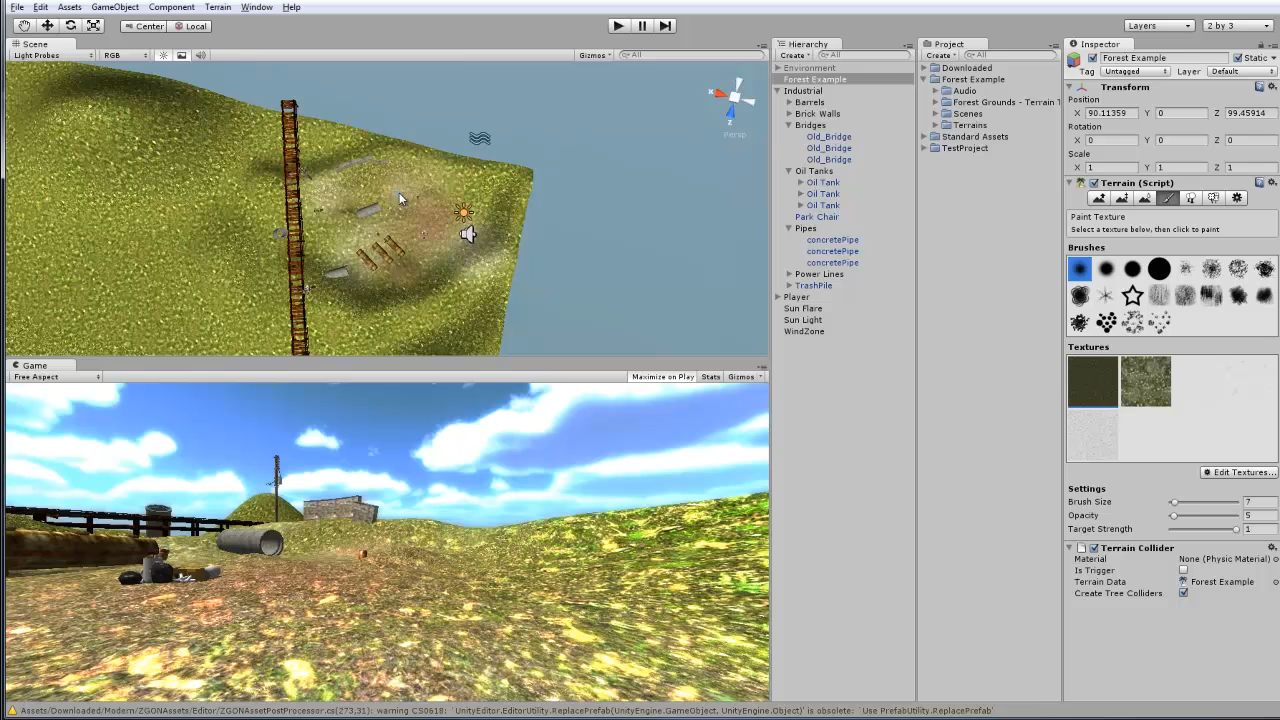 File Edit Assets GameObject Component Terrain Window Help
Center Local Layers 2 by 3
Scene
Light Probes RGB Gizmos All
Persp
z
Game
Free Aspect Maximize on Play Stats Gizmos
Hierarchy
Create All
Environment
Forest Example
Industrial
Barrels
Brick Walls
Bridges
Old_Bridge
Old_Bridge
Old_Bridge
Oil Tanks
Oil Tank
Oil Tank
Oil Tank
Park Chair
Pipes
concretePipe
concretePipe
concretePipe
Power Lines
TrashPile
Player
Sun Flare
Sun Light
WindZone
Project
Create All
Downloaded
Forest Example
Audio
Forest Grounds - Terrain T
Scenes
Terrains
Standard Assets
TestProject
Inspector
Forest Example Static
Tag Untagged Layer Default
Transform
Position
X 90.11359 Y 0 Z 99.45914
Rotation
X 0 Y 0 Z 0
Scale
X 1 Y 1 Z 1
Terrain (Script)
Paint Texture
Select a texture below, then click to paint
Brushes
Textures
Edit Textures...
Settings
Brush Size 7
Opacity 5
Target Strength 1
Terrain Collider
Material None (Physic Material)
Is Trigger
Terrain Data Forest Example
Create Tree Colliders
Assets/Downloaded/Modern/ZGONAssets/Editor/ZGONAssetPostProcessor.cs(273,31): warning CS0618: `UnityEditor.EditorUtility.ReplacePrefab(UnityEngine.GameObject, UnityEngine.Object)' is obsolete: `Use PrefabUtility.ReplacePrefab'